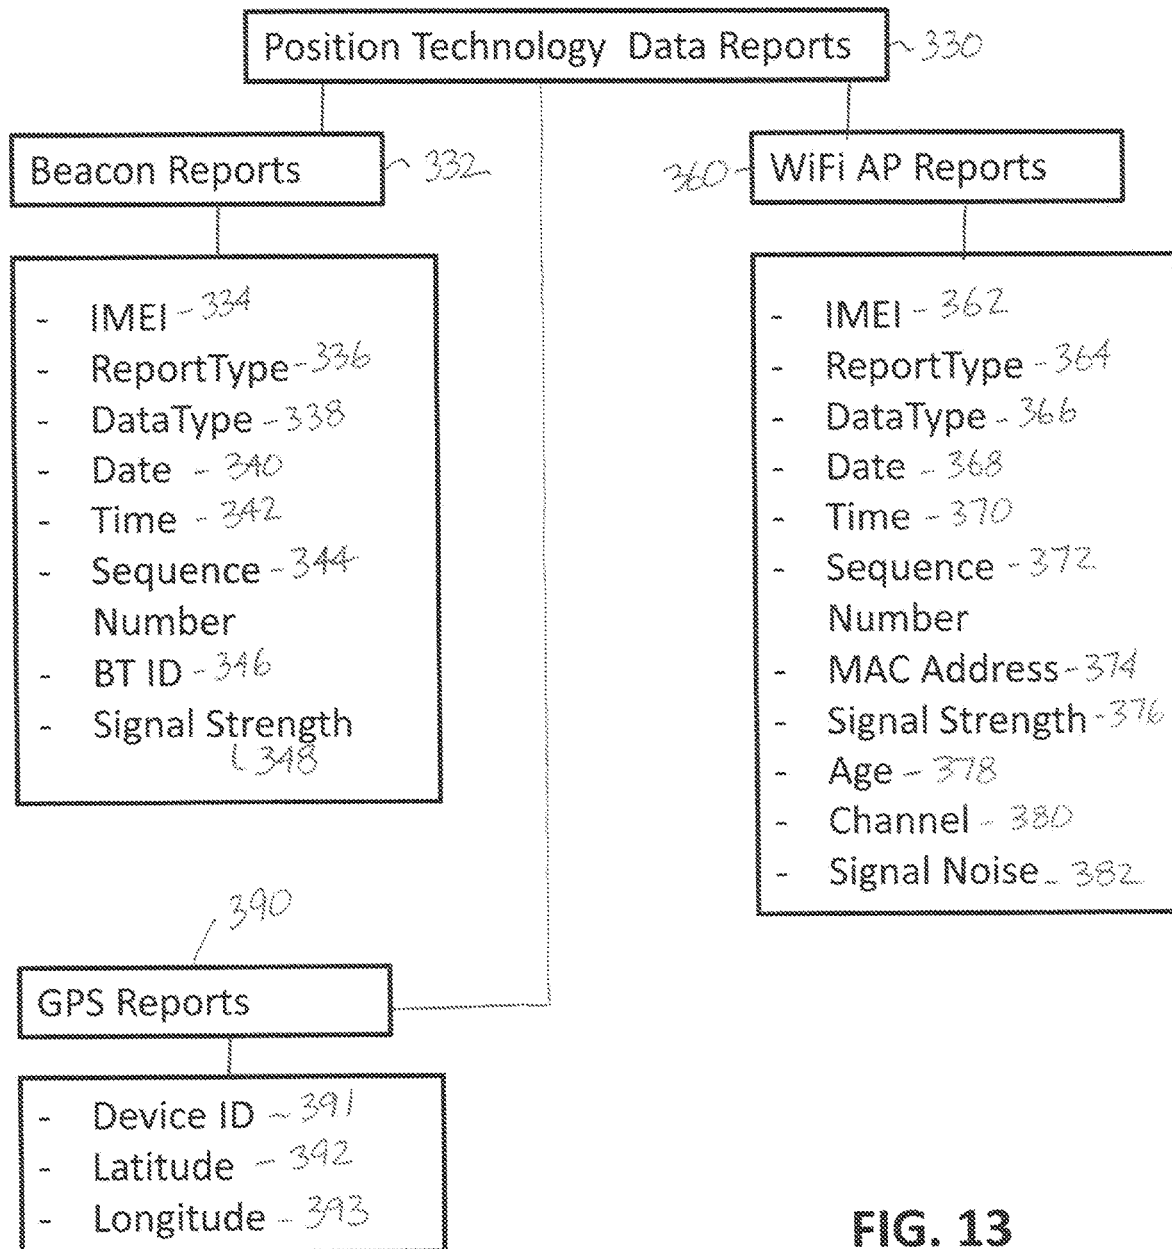 Position Technology Data Reports ~330
Beacon Reports ~332
- IMEI -334
- ReportType -336
- DataType -338
- Date -340
- Time -342
- Sequence -344
Number
- BT ID -346
- Signal Strength
348
360 WiFi AP Reports
- IMEI -362
- ReportType -364
- DataType -366
- Date -368
- Time -370
- Sequence -372
Number
- MAC Address -374
- Signal Strength -376
- Age -378
- Channel -380
- Signal Noise -382
390
GPS Reports
- Device ID ~391
- Latitude -392
- Longitude -393
FIG. 13